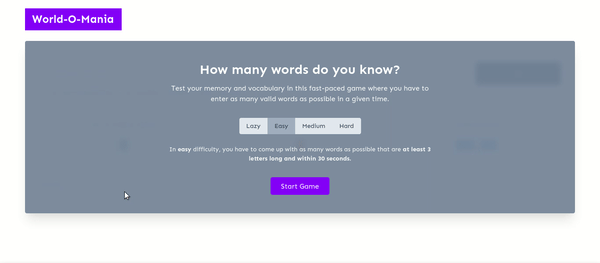 World-O-Mania
How many words do you know?
Test your memory and vocabulary in this fast-paced game where you have to
enter as many valid words as possible in a given time.
Lazy Easy Medium Hard
In easy difficulty, you have to come up with as many words as possible that are at least 3
letters long and within 30 seconds.
Start Game